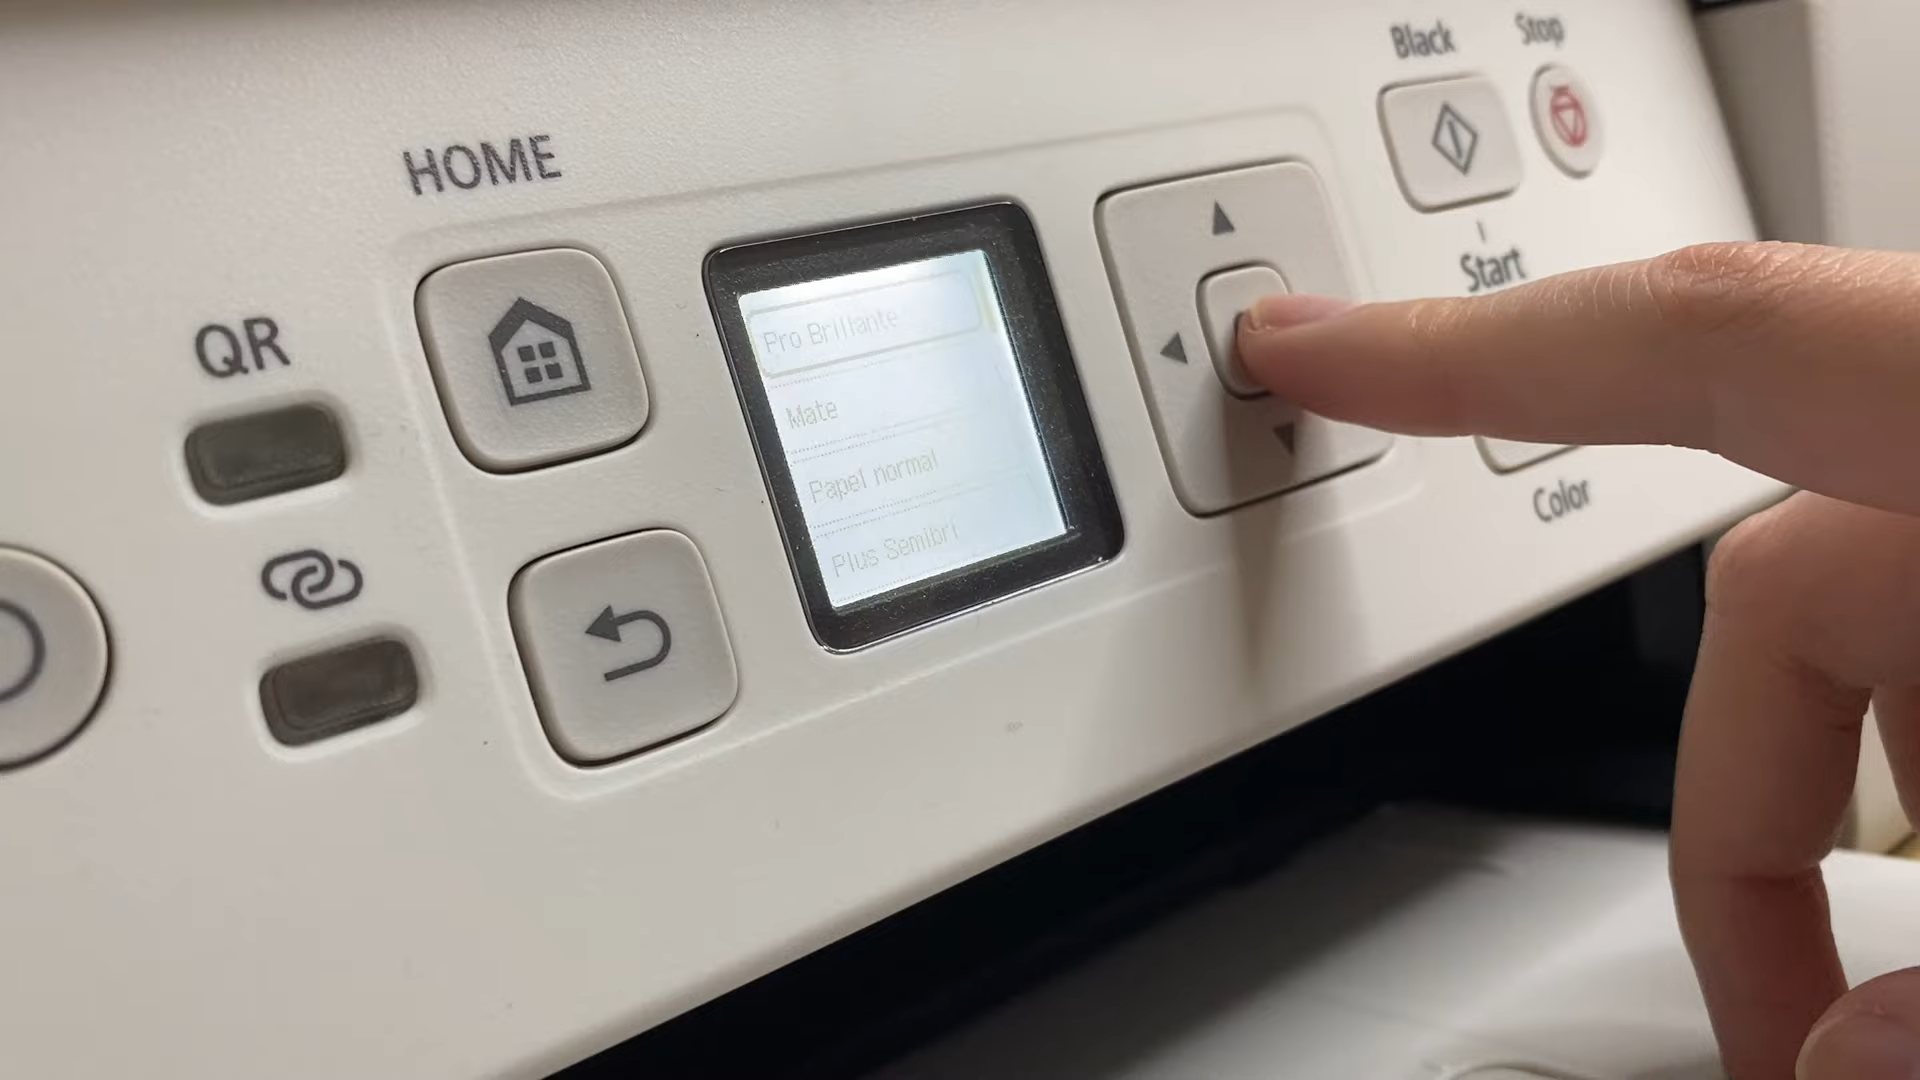 Black
Stop
HOME
QR
Start
Pro Brillante
Mate
Papel normal
Plus Semibri
Color